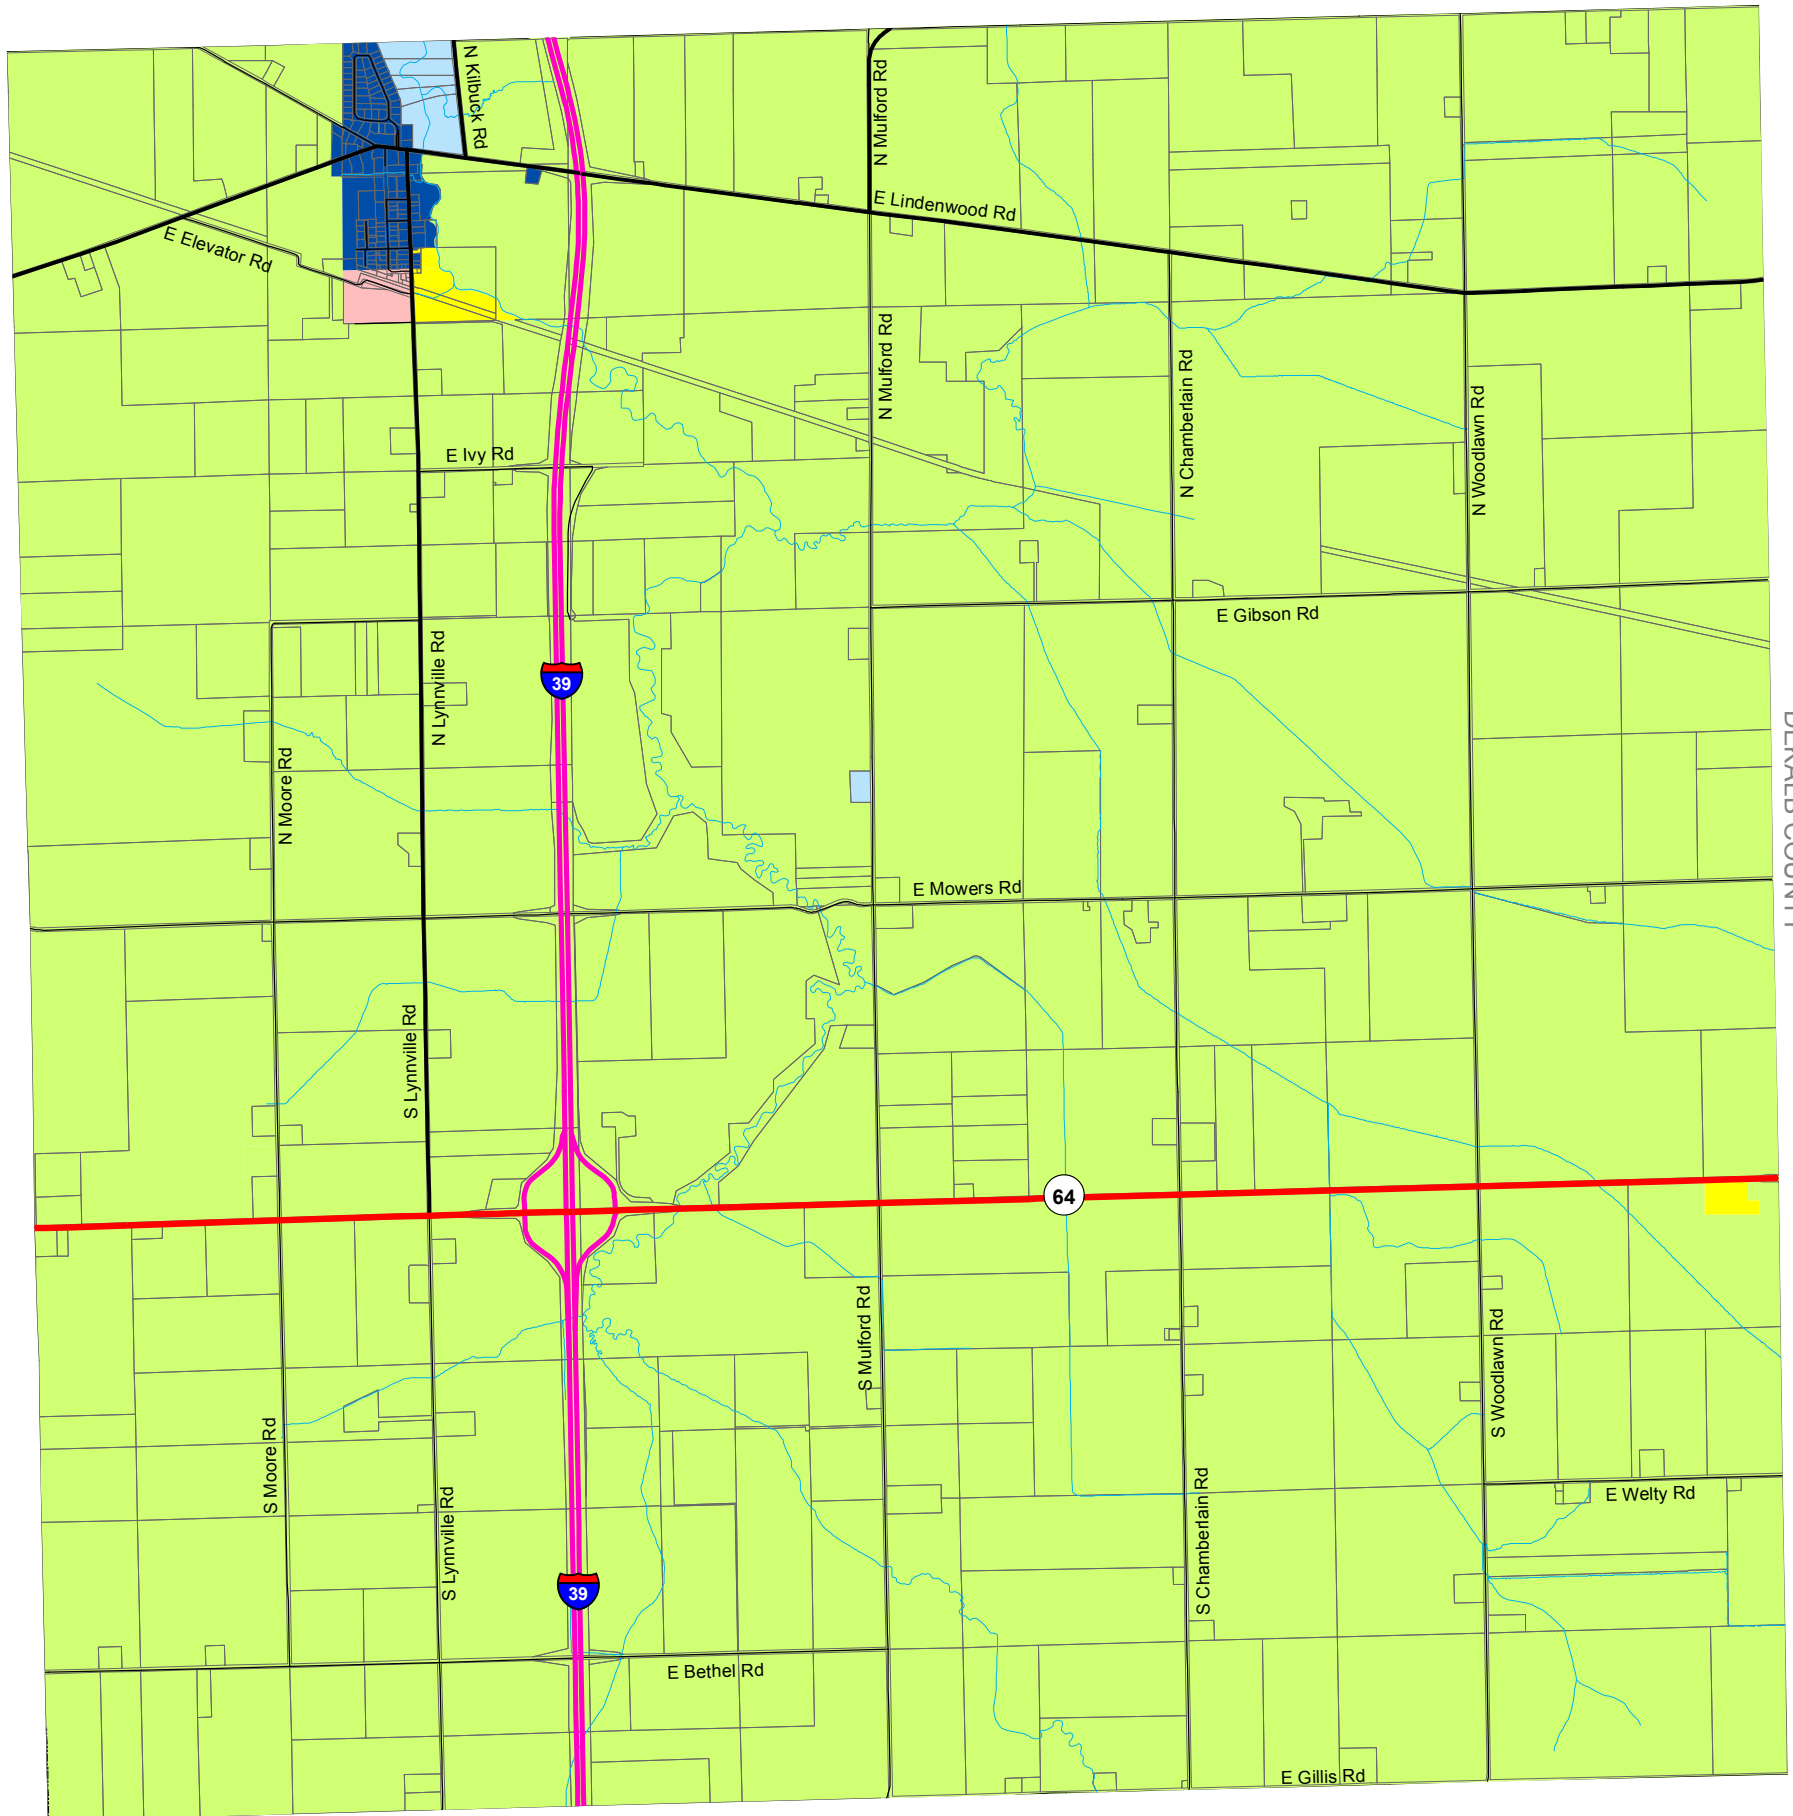 N Kilbuck Rd
N Mulford Rd
E Lindenwood Rd
E Elevator Rd
N Mulford Rd
N Chamberlain Rd
N Woodlawn Rd
E Ivy Rd
E Gibson Rd
N Lynnville Rd
39
N Moore Rd
DEKALB COUNTY
E Mowers Rd
S Lynnville Rd
64
S Mulford Rd
S Woodlawn Rd
S Moore Rd
S Lynnville Rd
S Chamberlain Rd
E Welty Rd
39
E Bethel Rd
E Gillis Rd